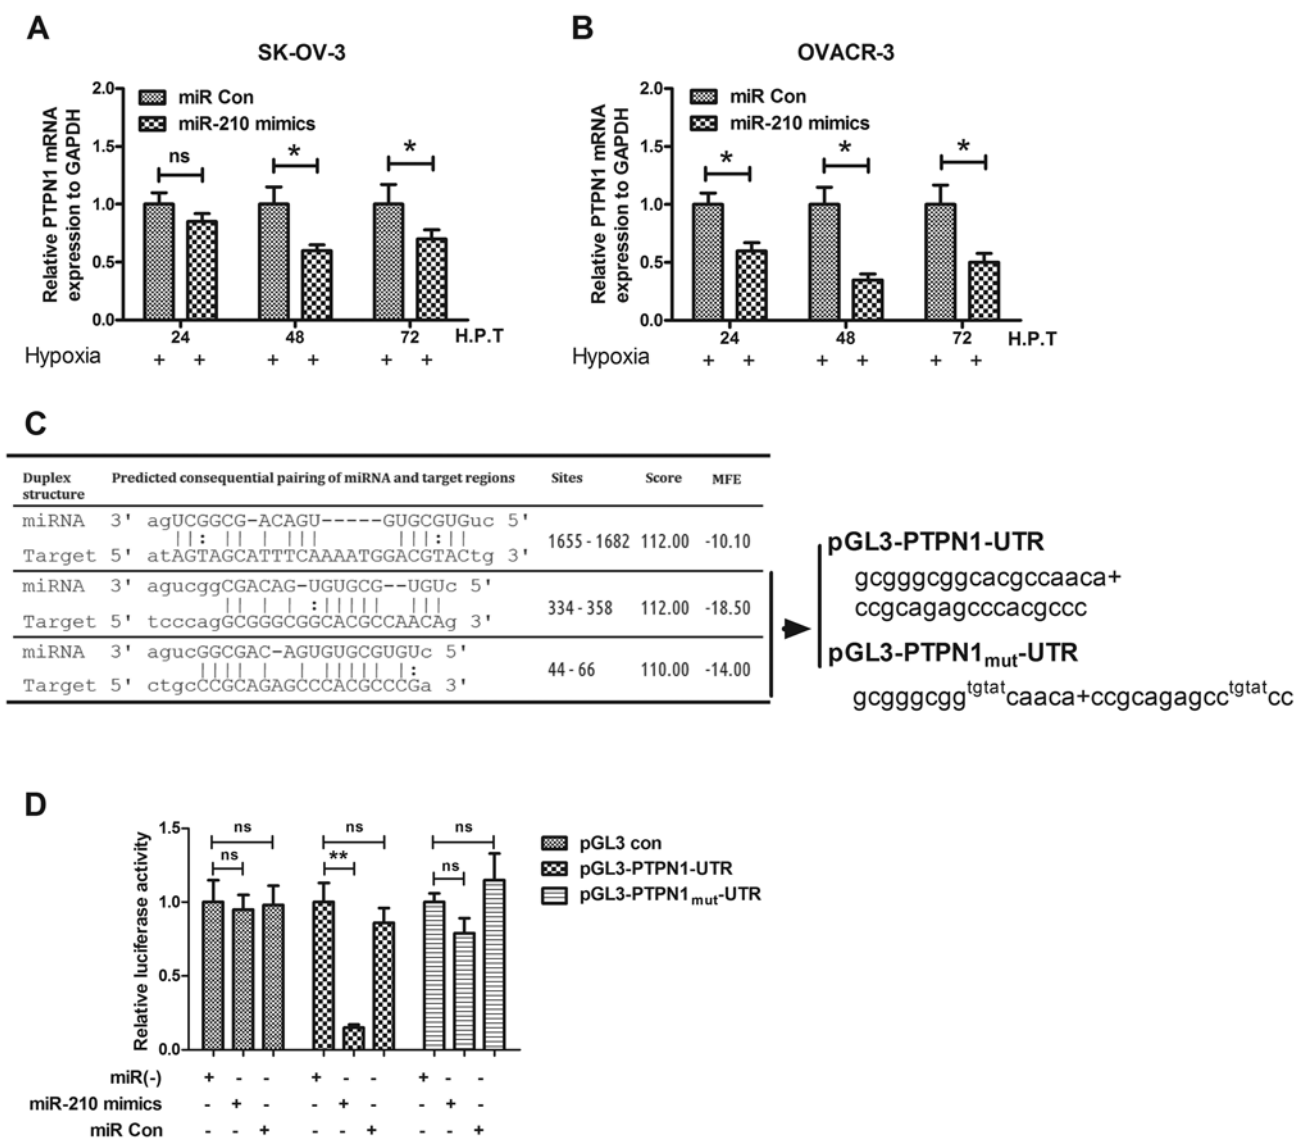 A
SK-OV-3
Relative PTPN1 mRNA
expression to GAPDH
2.0
1.5
1.0
0.5
0.0
miR Con
miR-210 mimics
ns
*
*
24 48 72 H.P.T
Hypoxia + + + + + +
B
OVACR-3
Relative PTPN1 mRNA
expression to GAPDH
2.0
1.5
1.0
0.5
0.0
miR Con
miR-210 mimics
*
*
*
24 48 72 H.P.T
Hypoxia + + + + + +
C
Duplex structure Predicted consequential pairing of miRNA and target regions Sites Score MFE
miRNA 3' agUCGGCG-ACAGU-----GUGCGUGuc 5'
Target 5' atAGTAGCATTTCAAAATGGACGTACtg 3'
1655 - 1682 112.00 -10.10
miRNA 3' agucggCGACAG-UGUGCG--UGUc 5'
Target 5' tcccagGCGGGCGGCACGCCAACAg 3'
334 - 358 112.00 -18.50
miRNA 3' agucGGCGAC-AGUGUGCGUGUc 5'
Target 5' ctgcCCGCAGAGCCCACGCCCGa 3'
44 - 66 110.00 -14.00
pGL3-PTPN1-UTR
gcgggcggcacgccaaca+
ccgcagagcccacgccc
pGL3-PTPN1mut-UTR
gcgggcggtgtatcaaca+ccgcagagcctgtatcc
D
Relative luciferase activity
1.5
1.0
0.5
0.0
ns
ns
ns
**
ns
ns
pGL3 con
pGL3-PTPN1-UTR
pGL3-PTPN1mut-UTR
miR(-) + - - + - - + - -
miR-210 mimics - + - - + - - + -
miR Con - - + - - + - - +